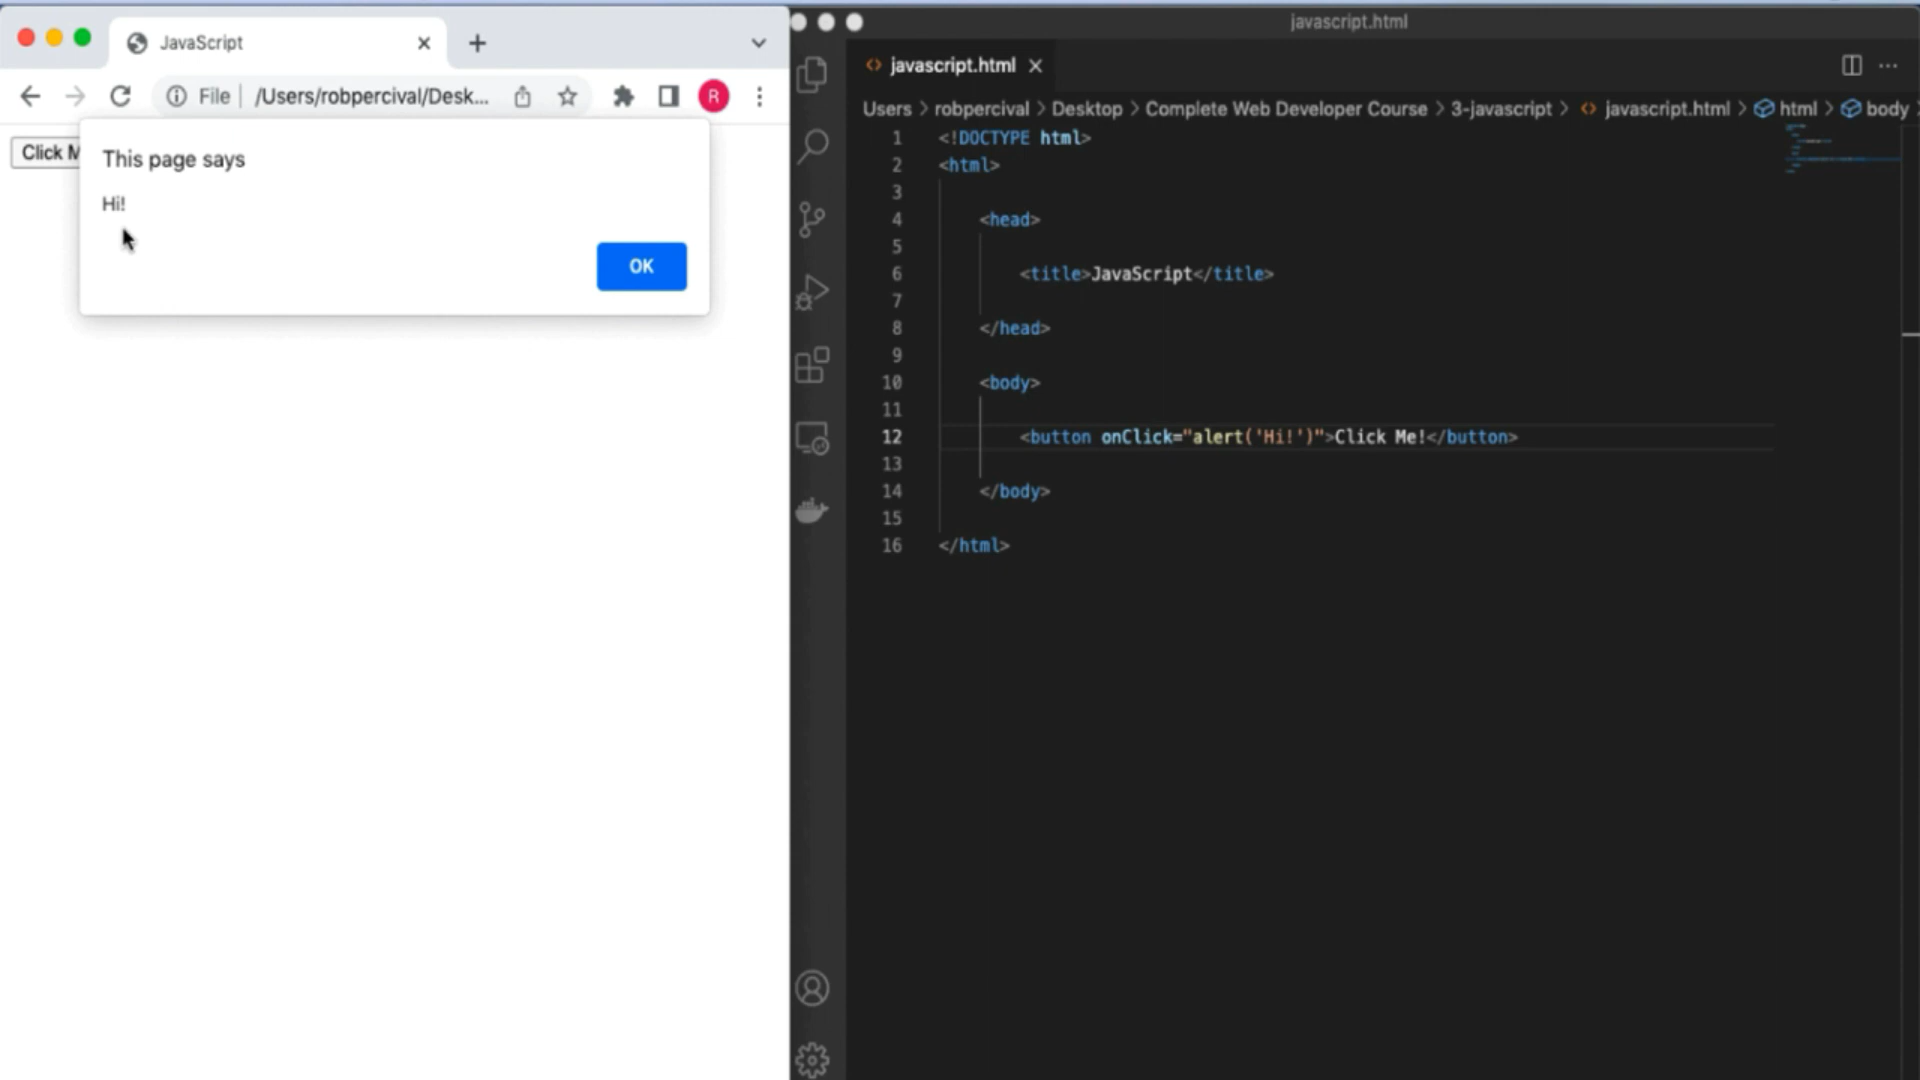 JavaScript
File
/Users/robpercival/Desk...
R
Click M
This page says
Hi!
OK
javascript.html
javascript.html
Users > robpercival > Desktop > Complete Web Developer Course > 3-javascript > <> javascript.html > html > body
1 <!DOCTYPE html>
2 <html>
3
4 <head>
5
6 <title>JavaScript</title>
7
8 </head>
9
10 <body>
11
12 <button onClick="alert('Hi!')">Click Me!</button>
13
14 </body>
15
16 </html>